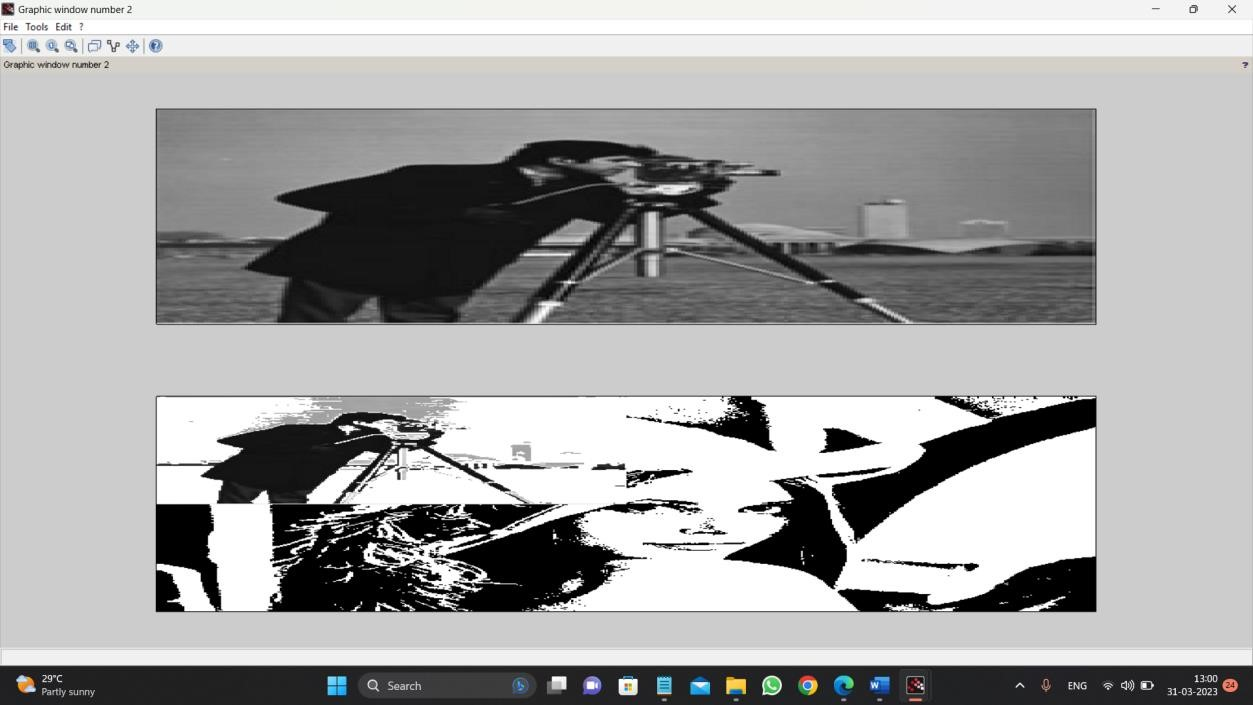 Graphic window number 2
File Tools Edit ?
Graphic window number 2
?
29°C
Partly sunny
Search
ENG
13:00
31-03-2023
24